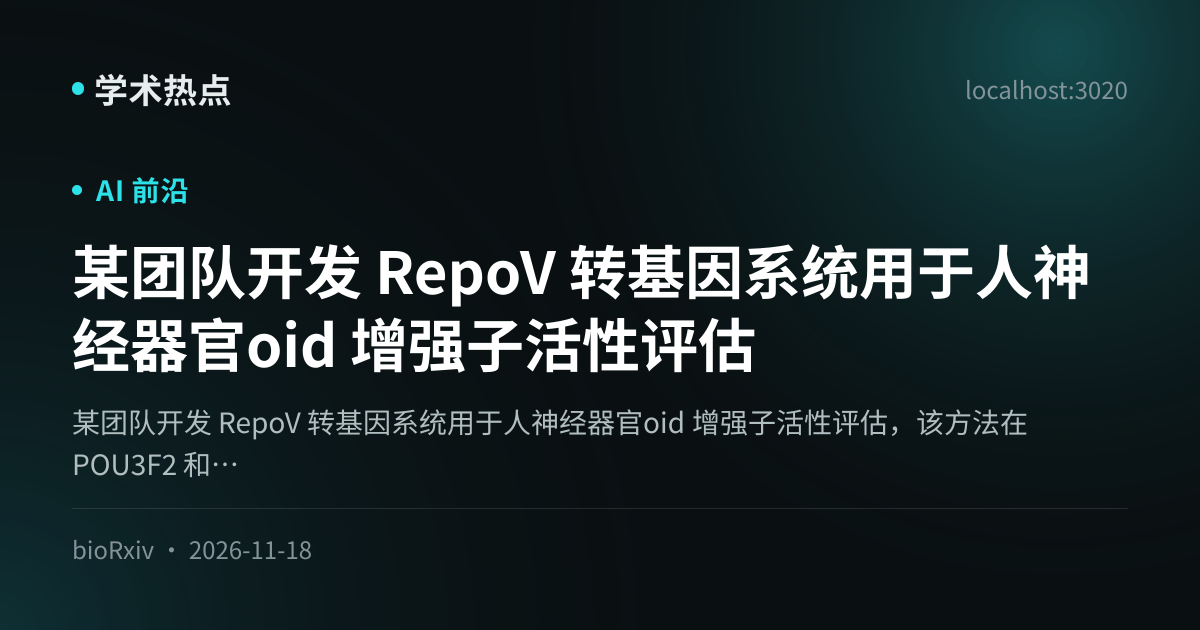 学术热点
localhost:3020
AI 前沿
某团队开发 RepoV 转基因系统用于人神
经器官oid 增强子活性评估
某团队开发 RepoV 转基因系统用于人神经器官oid 增强子活性评估，该方法在
POU3F2 和…
bioRxiv • 2026-11-18